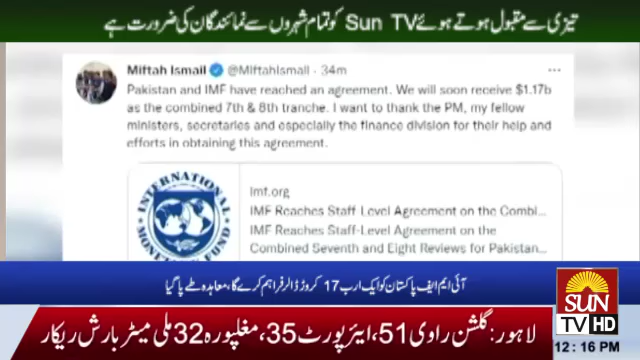 تیزی سے مقبول ہوتے ہوئے Sun TV کو تمام شہروں سے نمائندگان کی ضرورت ہے
Miftah Ismail @MiftahIsmail · 34m
Pakistan and IMF have reached an agreement. We will soon receive $1.17b
as the combined 7th & 8th tranche. I want to thank the PM, my fellow
ministers, secretaries and especially the finance division for their help and
efforts in obtaining this agreement.
INTERNATIONAL MONETARY FUND
imf.org
IMF Reaches Staff-Level Agreement on the Combi...
IMF Reaches Staff-Level Agreement on the
Combined Seventh and Eight Reviews for Pakistan...
آئی ایم ایف پاکستان کو ایک ارب 17 کروڑ ڈالر فراہم کرے گا، معاہدہ طے پا گیا
SUN
TV HD
لاہور: گلشن راوی 51، ایئرپورٹ 35، مغلپورہ 32 ملی میٹر بارش ریکار
12:16 PM